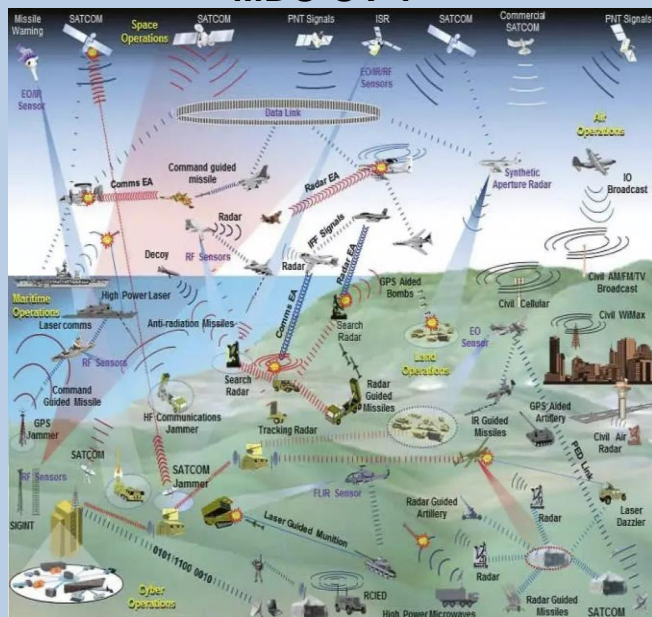 Missile
Warning
SATCOM
Space
Operations
SATCOM
PNT Signals
ISR
SATCOM
Commercial
SATCOM
PNT Signals
EO/IR
Sensor
EO/IR/RF
Sensors
Data Link
Air
Operations
Comms EA
Command guided
missile
Radar EA
Synthetic
Aperture Radar
IO
Broadcast
Radar
RF Sensors
IFF Signals
Decoy
Radar
Radar EA
GPS Aided
Bombs
Civil AM/FM/TV
Broadcast
Maritime
Operations
High Power Laser
Laser comms
Anti-radiation Missiles
Comms EA
Search
Radar
Civil Cellular
Civil WiMax
RF Sensors
Land
Operations
EO
Sensor
Command
Guided Missile
Search
Radar
Radar
Guided
Missiles
GPS
Jammer
HF Communications
Jammer
Tracking Radar
IR Guided
Missiles
GPS Aided
Artillery
Civil Air
Radar
SATCOM
SATCOM
Jammer
PED Link
RF Sensors
FLIR Sensor
Laser
Dazzler
SIGINT
Radar Guided
Artillery
Radar
Laser Guided Munition
0101 1100 0010
Radar
Cyber
Operations
RCIED
High Power Microwaves
Radar Guided
Missiles
SATCOM